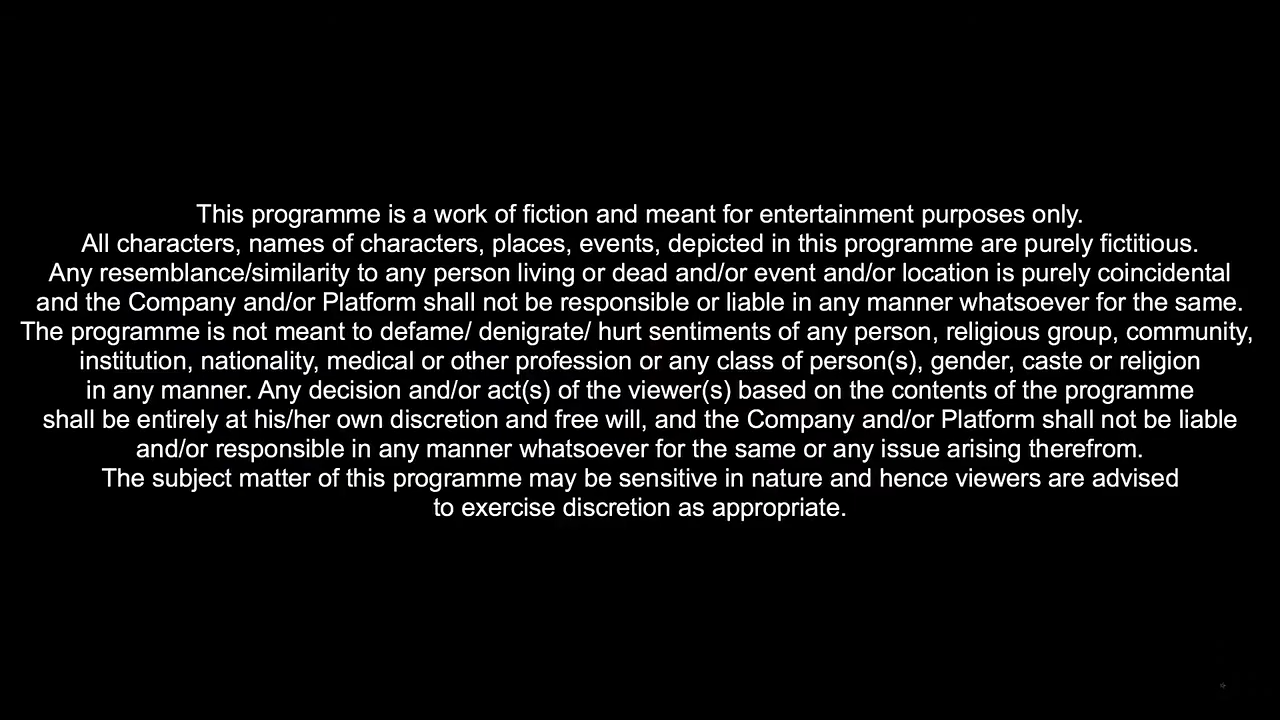 This programme is a work of fiction and meant for entertainment purposes only.
All characters, names of characters, places, events, depicted in this programme are purely fictitious.
Any resemblance/similarity to any person living or dead and/or event and/or location is purely coincidental
and the Company and/or Platform shall not be responsible or liable in any manner whatsoever for the same.
The programme is not meant to defame/ denigrate/ hurt sentiments of any person, religious group, community,
institution, nationality, medical or other profession or any class of person(s), gender, caste or religion
in any manner. Any decision and/or act(s) of the viewer(s) based on the contents of the programme
shall be entirely at his/her own discretion and free will, and the Company and/or Platform shall not be liable
and/or responsible in any manner whatsoever for the same or any issue arising therefrom.
The subject matter of this programme may be sensitive in nature and hence viewers are advised
to exercise discretion as appropriate.